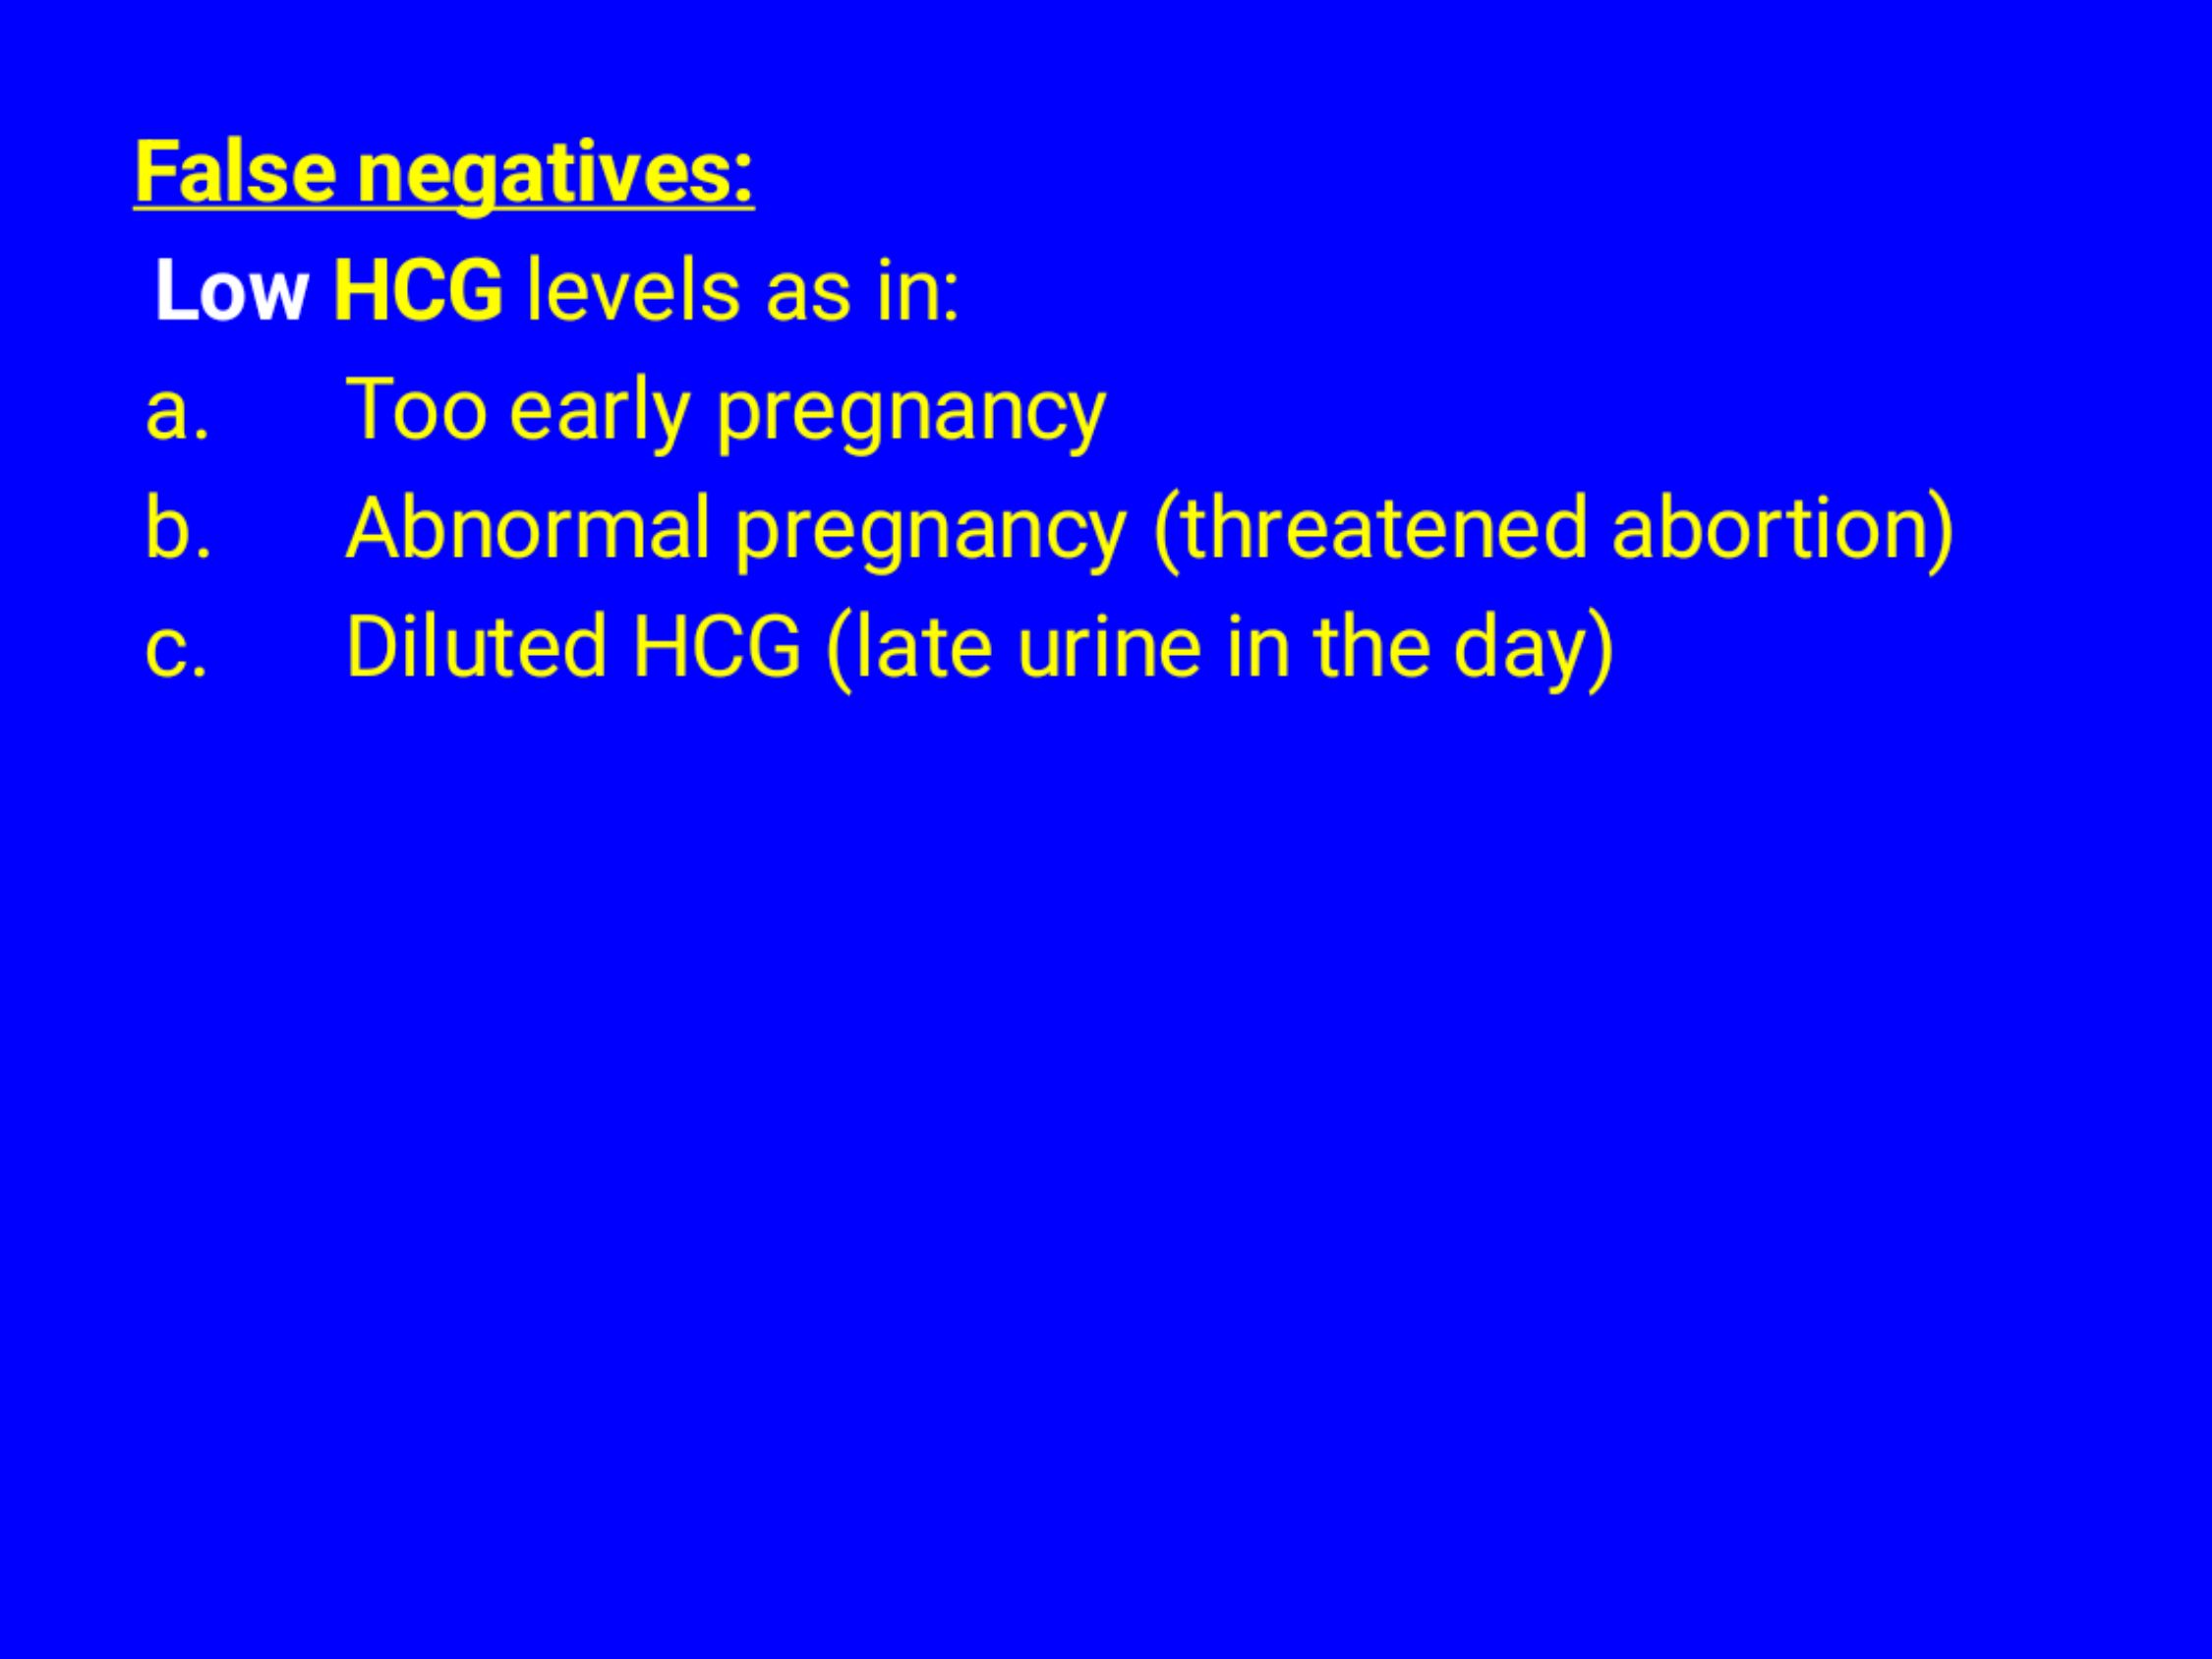 False negatives:
Low HCG levels as in:
a. Too early pregnancy
b. Abnormal pregnancy (threatened abortion)
c. Diluted HCG (late urine in the day)